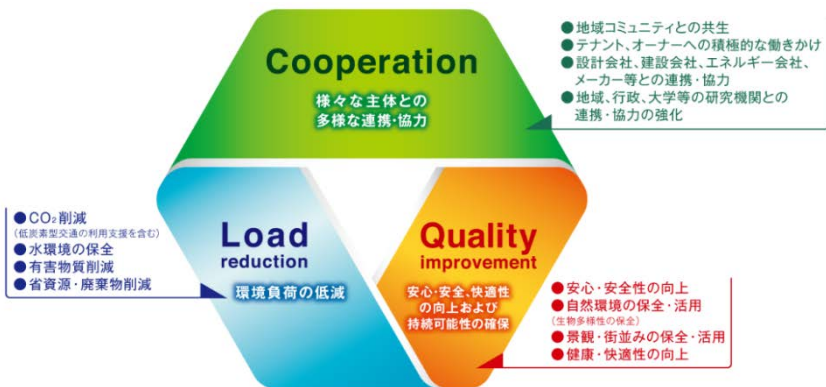 Cooperation
様々な主体との
多様な連携・協力
●地域コミュニティとの共生
●テナント、オーナーへの積極的な働きかけ
●設計会社、建設会社、エネルギー会社、
メーカー等との連携・協力
●地域、行政、大学等の研究機関との
連携・協力の強化
Load
reduction
環境負荷の低減
●CO₂削減
(低炭素型交通の利用支援を含む)
●水環境の保全
●有害物質削減
●省資源・廃棄物削減
Quality
improvement
安心・安全、快適性
の向上および
持続可能性の確保
●安心・安全性の向上
●自然環境の保全・活用
(生物多様性の保全)
●景観・街並みの保全・活用
●健康・快適性の向上